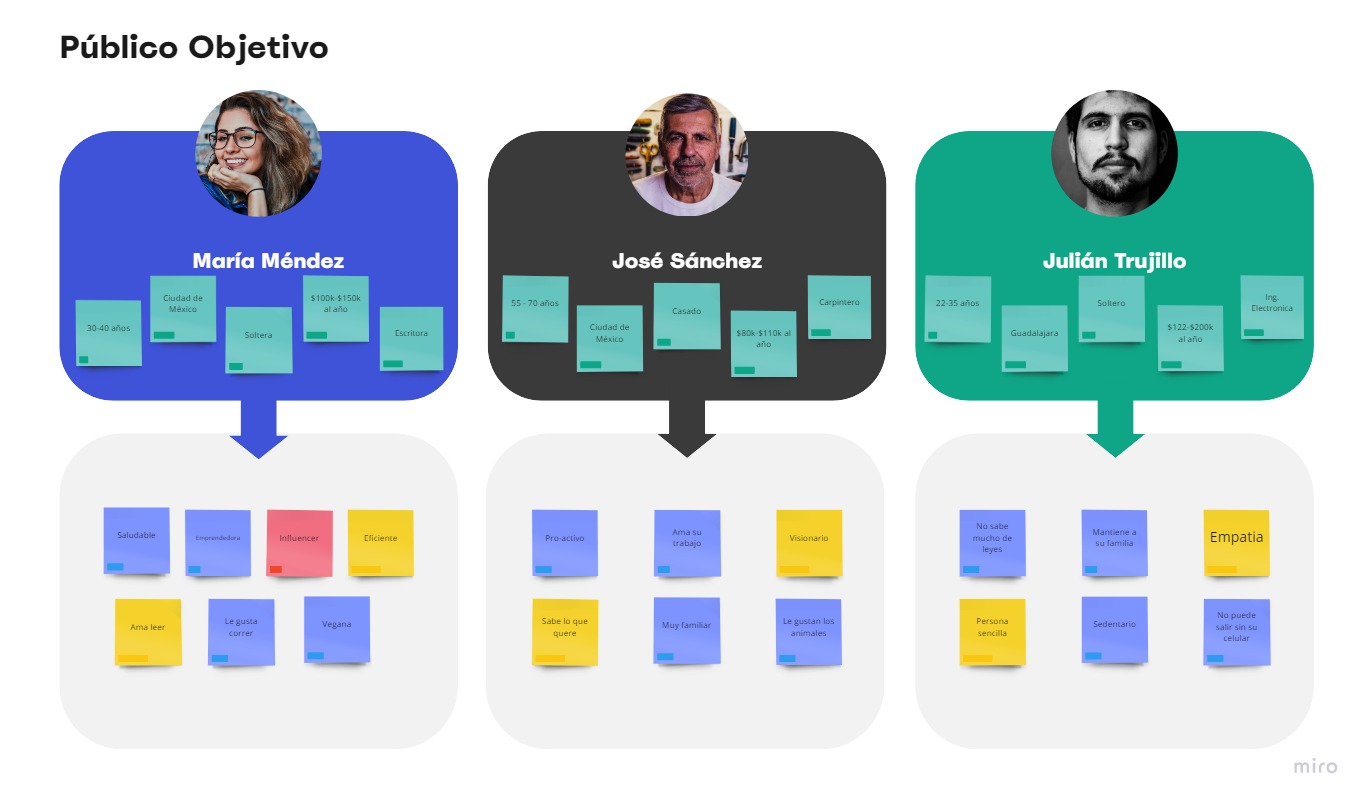 Público Objetivo
María Méndez
30-40 años
Ciudad de
México
Soltera
$100k-$150k
al año
Escritora
Saludable
Emprendedora
Influencer
Eficiente
Ama leer
Le gusta
correr
Vegana
José Sánchez
55 - 70 años
Ciudad de
México
Casado
$80k-$110k al
año
Carpintero
Pro-activo
Ama su
trabajo
Visionario
Sabe lo que
quere
Muy familiar
Le gustan los
animales
Julián Trujillo
22-35 años
Guadalajara
Soltero
$122-$200k
al año
Ing.
Electronica
No sabe
mucho de
leyes
Mantiene a
su familia
Empatia
Persona
sencilla
Sedentario
No puede
salir sin su
celular
miro